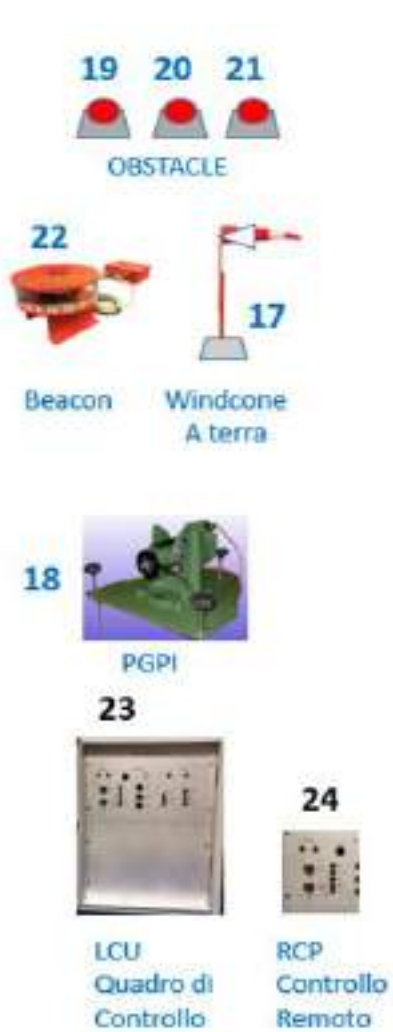 19 20 21
OBSTACLE
22
17
Beacon
Windcone
A terra
18
PGPI
23
24
LCU
Quadro di
Controllo
RCP
Controllo
Remoto